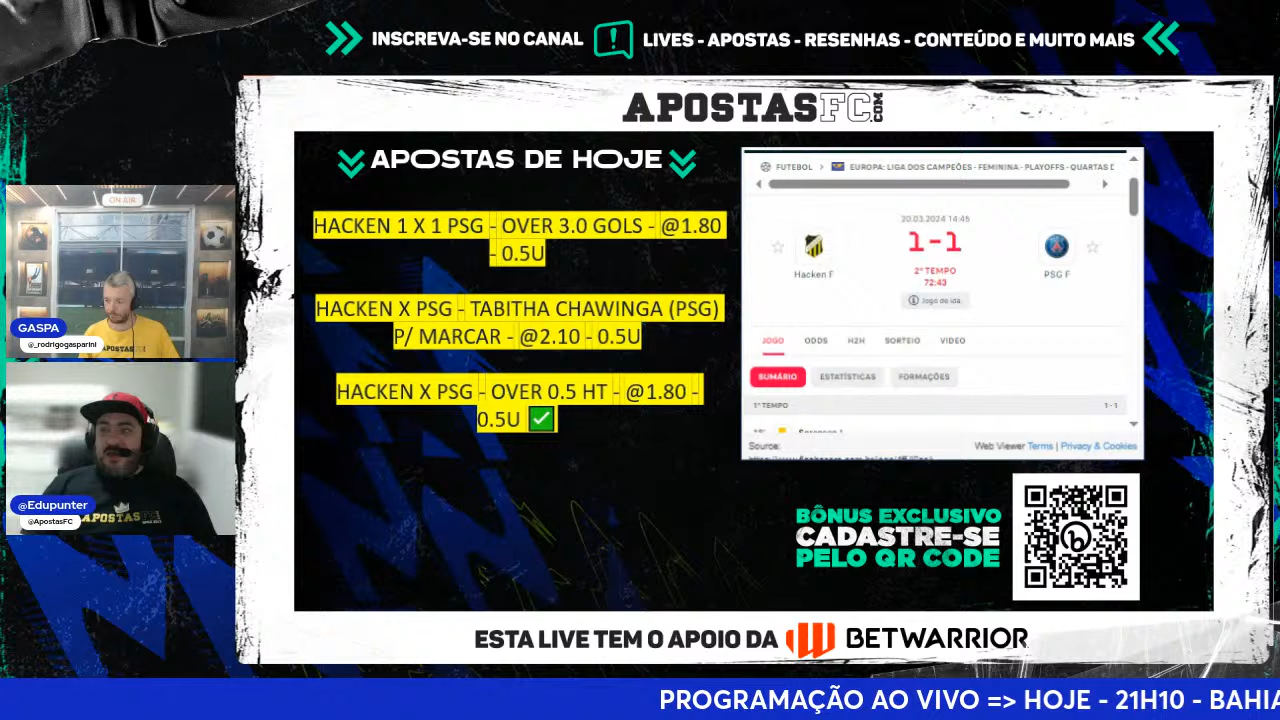 INSCREVA-SE NO CANAL
LIVES - APOSTAS - RESENHAS - CONTEÚDO E MUITO MAIS
APOSTASFC.COM
APOSTAS DE HOJE
HACKEN 1 X 1 PSG - OVER 3.0 GOLS - @1.80
- 0.5U
HACKEN X PSG - TABITHA CHAWINGA (PSG)
P/ MARCAR - @2.10 - 0.5U
HACKEN X PSG - OVER 0.5 HT - @1.80 -
0.5U ✅
FUTEBOL > EUROPA: LIGA DOS CAMPEÕES - FEMININA - PLAYOFFS - QUARTAS D
20.03.2024 14:45
1-1
Hacken F
PSG F
2º TEMPO
72:43
Jogo de ida.
JOGO ODDS H2H SORTEIO VIDEO
SUMÁRIO ESTATÍSTICAS FORMAÇÕES
1º TEMPO 1 - 1
Source:
Web Viewer Terms | Privacy & Cookies
ON AIR
GASPA
@_rodrigogasparini
APOSTASFC
@Edupunter
@ApostasFC
APOSTASFC
BÔNUS EXCLUSIVO
CADASTRE-SE
PELO QR CODE
ESTA LIVE TEM O APOIO DA BETWARRIOR
PROGRAMAÇÃO AO VIVO => HOJE - 21H10 - BAHIA